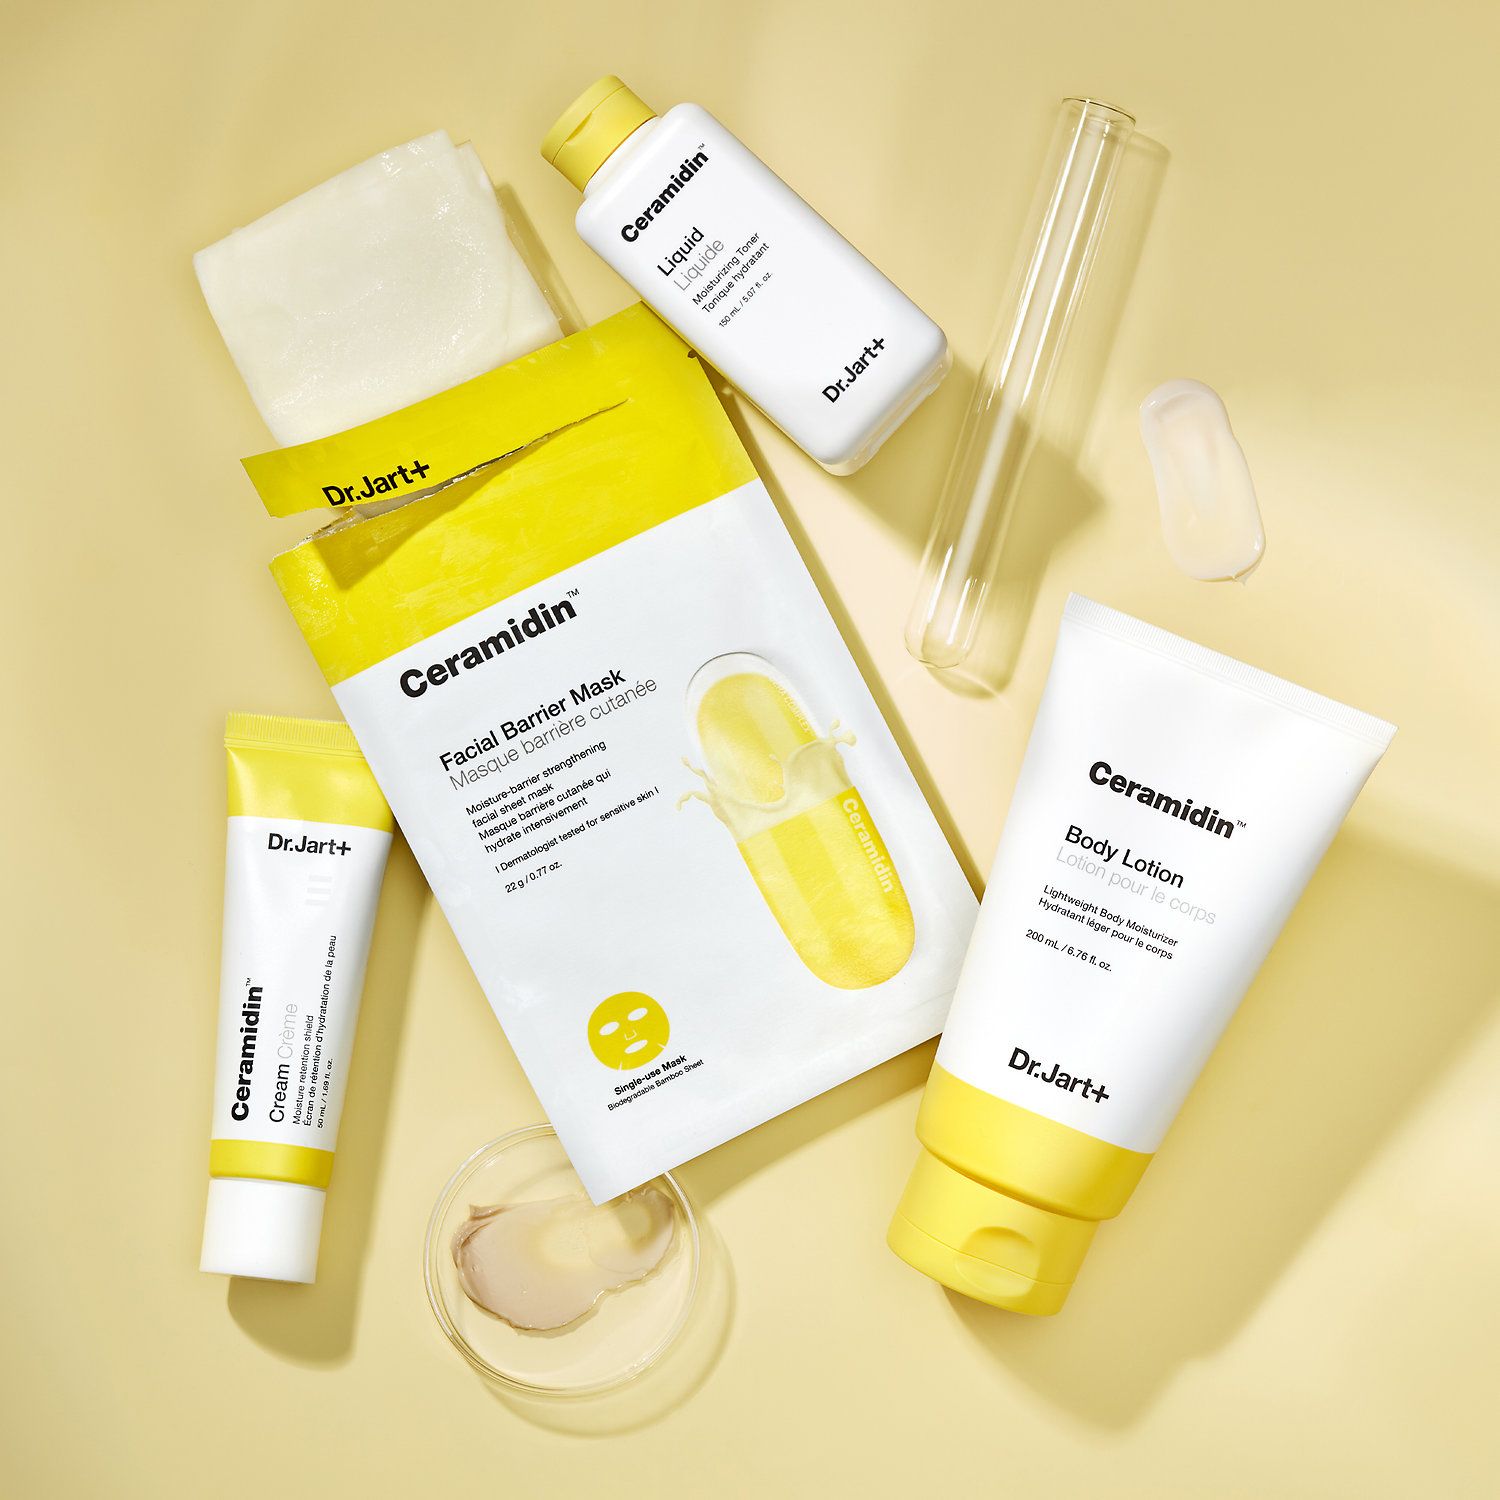 Ceramidin™
Liquid
Liquide
Moisturizing Toner
Tonique hydratant
150 mL / 5.07 fl. oz.
Dr.Jart+
Dr.Jart+
Ceramidin™
Facial Barrier Mask
Masque barrière cutanée
Moisture-barrier strengthening
facial sheet mask
Masque barrière cutanée qui
hydrate intensivement
I Dermatologist tested for sensitive skin I
22 g / 0.77 oz.
Ceramidin
Single-use Mask
Biodegradable Bamboo Sheet
Dr.Jart+
Ceramidin™
Cream Crème
Moisture retention shield
Écran de rétention d'hydratation de la peau
50 mL / 1.69 fl. oz.
Ceramidin™
Body Lotion
Lotion pour le corps
Lightweight Body Moisturizer
Hydratant léger pour le corps
200 mL / 6.76 fl. oz.
Dr.Jart+